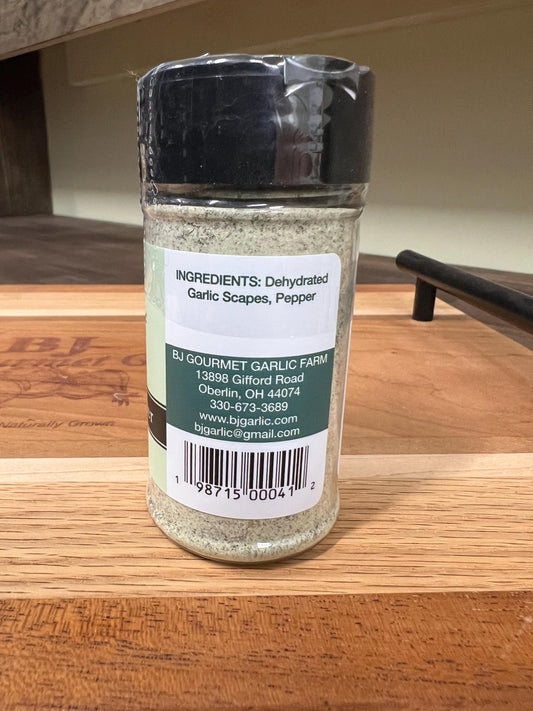 INGREDIENTS: Dehydrated
Garlic Scapes, Pepper
BJ GOURMET GARLIC FARM
13898 Gifford Road
Oberlin, OH 44074
330-673-3689
www.bjgarlic.com
bjgarlic@gmail.com
1 98715 00041 2
BJ
Naturally Grown